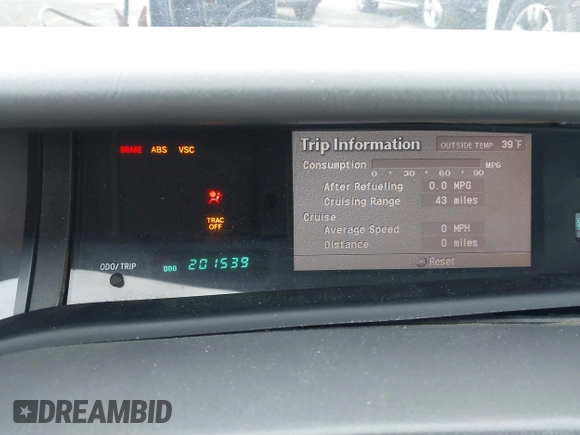 BRAKE ABS VSC
TRAC
OFF
ODO/TRIP
ODO 201539
Trip Information OUTSIDE TEMP 39°F
Consumption MPG
0 30 60 90
After Refueling 0.0 MPG
Cruising Range 43 miles
Cruise
Average Speed 0 MPH
Distance 0 miles
Reset
DREAMBID